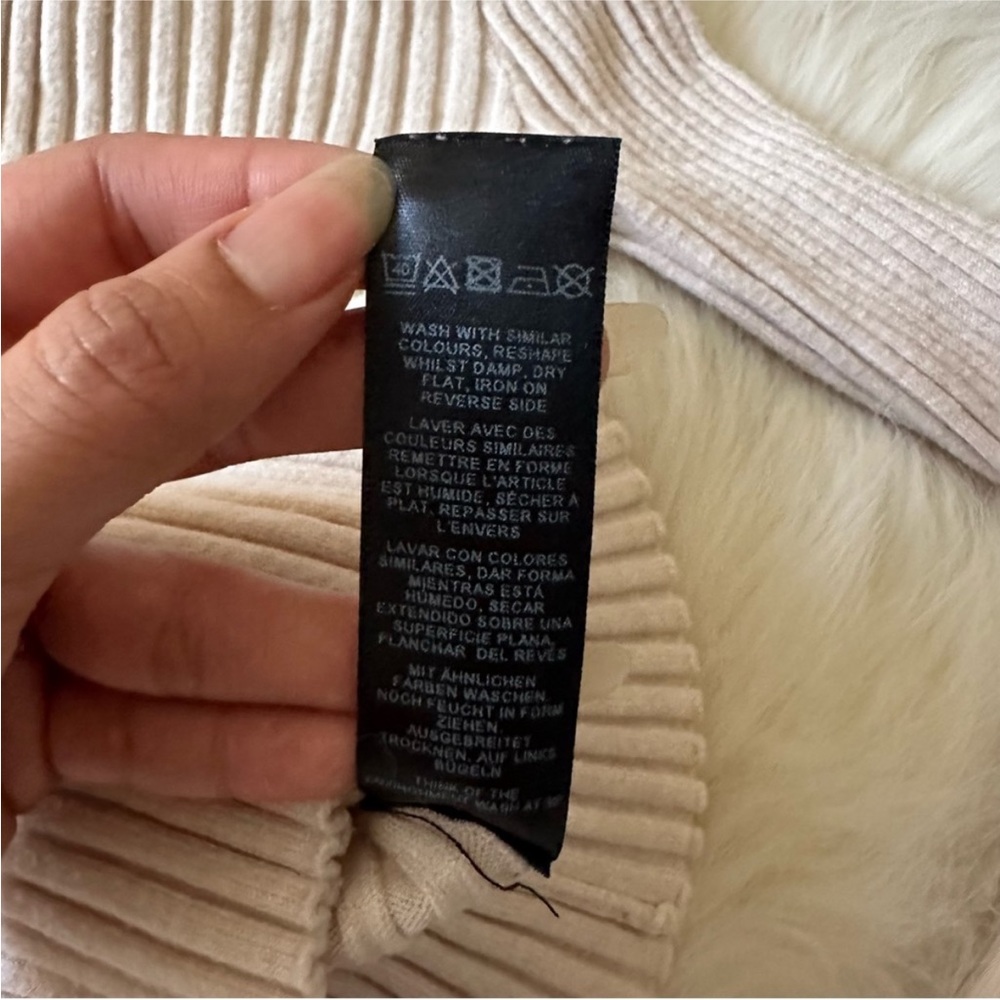 40
WASH WITH SIMILAR
COLOURS, RESHAPE
WHILST DAMP, DRY
FLAT, IRON ON
REVERSE SIDE
LAVER AVEC DES
COULEURS SIMILAIRES
REMETTRE EN FORME
LORSQUE L'ARTICLE
EST HUMIDE, SÉCHER À
PLAT, REPASSER SUR
L'ENVERS
LAVAR CON COLORES
SIMILARES, DAR FORMA
MIENTRAS ESTÁ
HÚMEDO, SECAR
EXTENDIDO SOBRE UNA
SUPERFICIE PLANA,
PLANCHAR DEL REVÉS
MIT ÄHNLICHEN
FARBEN WASCHEN,
NOCH FEUCHT IN FORM
ZIEHEN,
AUSGEBREITET
TROCKNEN, AUF LINKS
BÜGELN
THINK OF THE
ENVIRONMENT WASH AT